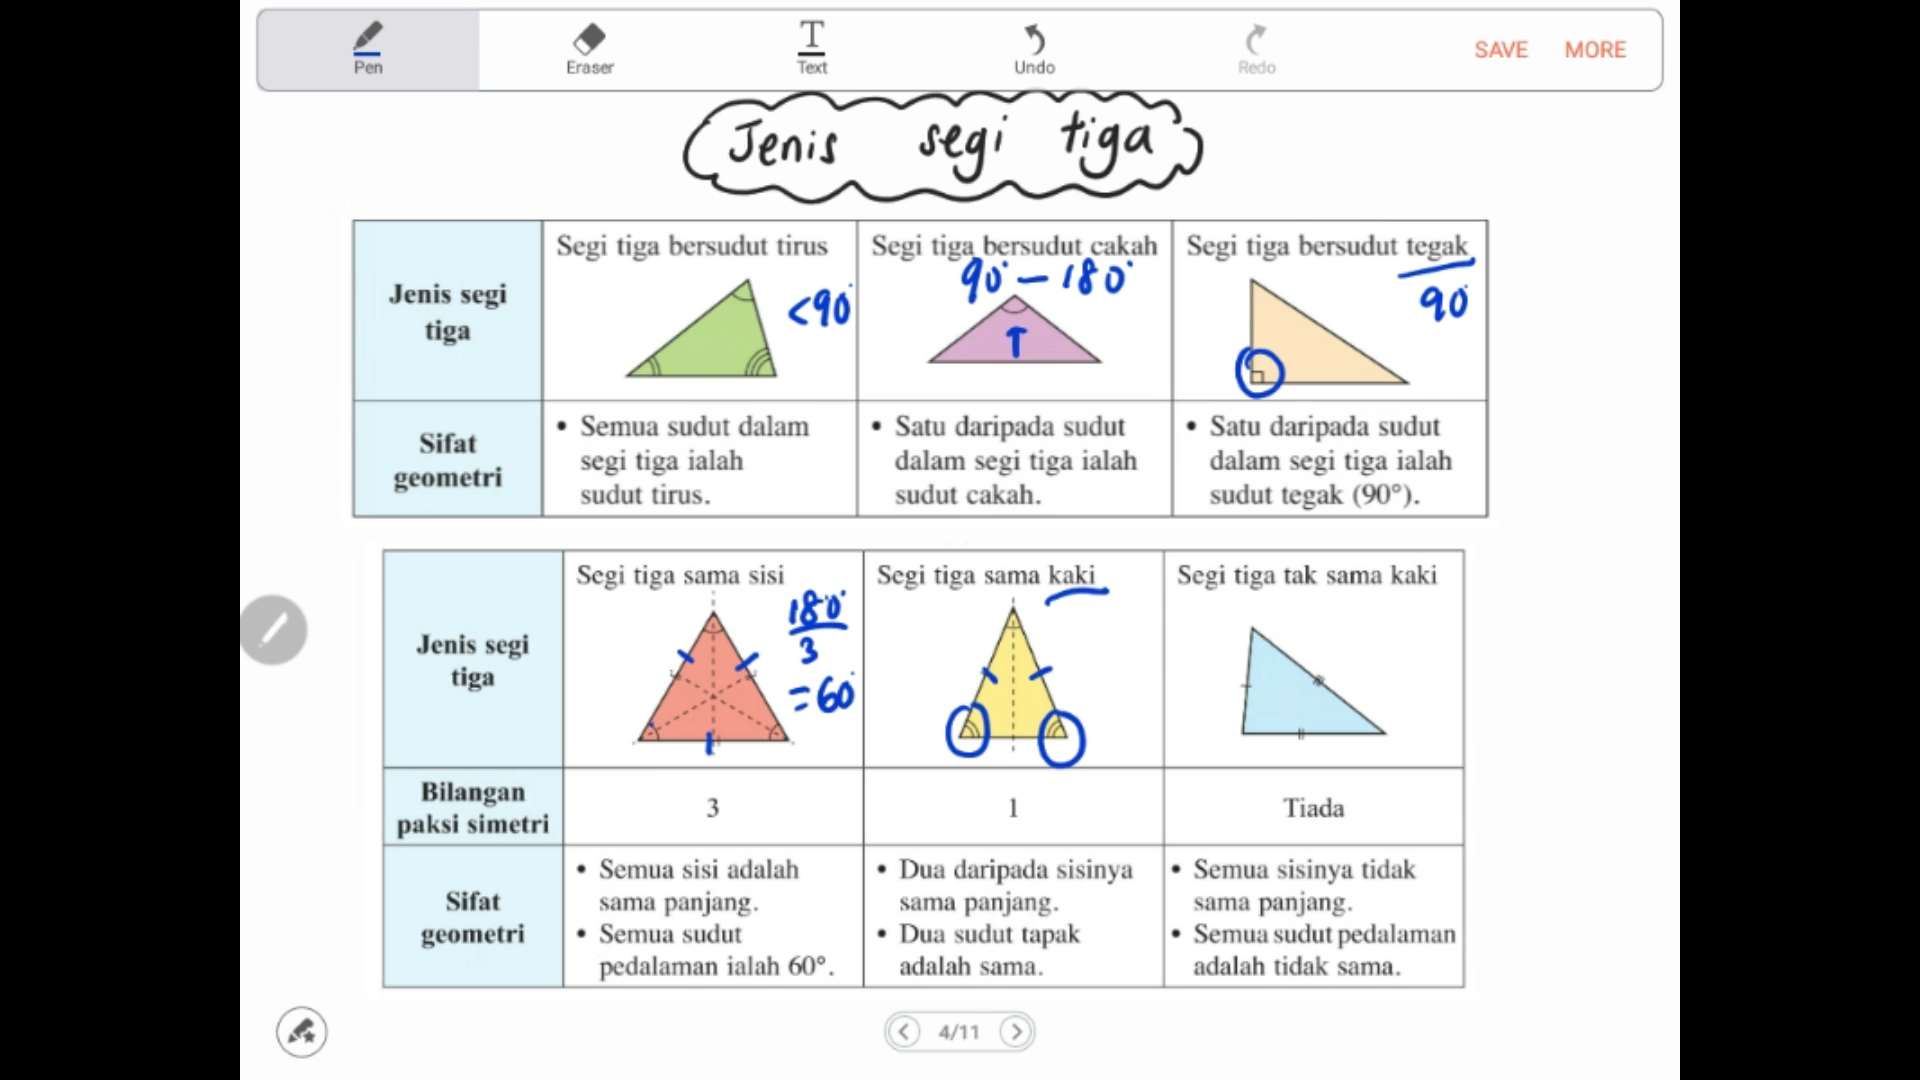 Pen
Eraser
Text
Undo
Redo
SAVE
MORE
Jenis segi tiga
Jenis segi
tiga
Segi tiga bersudut tirus
<90°
Segi tiga bersudut cakah
90° - 180°
T
Segi tiga bersudut tegak
90°
Sifat
geometri
• Semua sudut dalam
segi tiga ialah
sudut tirus.
• Satu daripada sudut
dalam segi tiga ialah
sudut cakah.
• Satu daripada sudut
dalam segi tiga ialah
sudut tegak (90°).
Jenis segi
tiga
Segi tiga sama sisi
180°
3
= 60°
Segi tiga sama kaki
Segi tiga tak sama kaki
Bilangan
paksi simetri
3
1
Tiada
Sifat
geometri
• Semua sisi adalah
sama panjang.
• Semua sudut
pedalaman ialah 60°.
• Dua daripada sisinya
sama panjang.
• Dua sudut tapak
adalah sama.
• Semua sisinya tidak
sama panjang.
• Semua sudut pedalaman
adalah tidak sama.
4/11